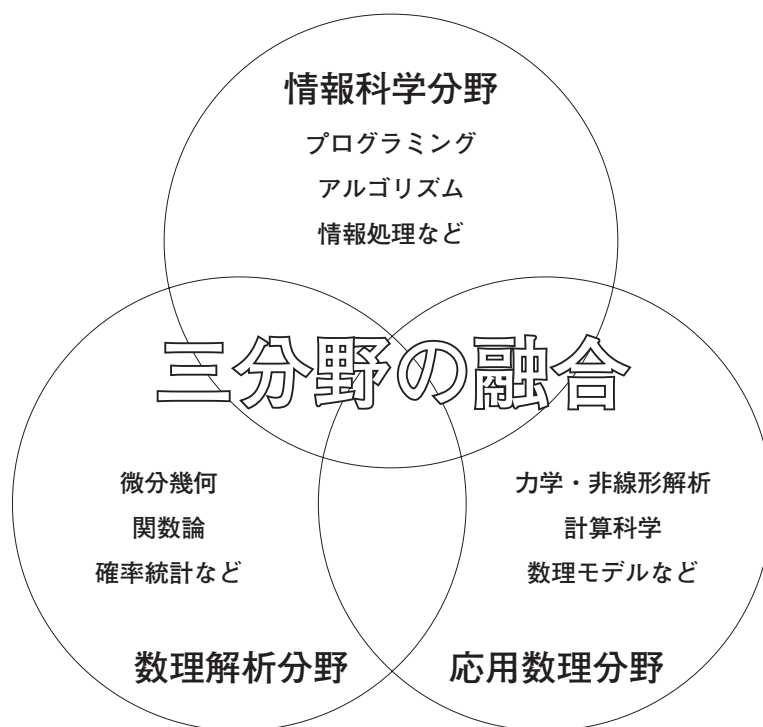 情報科学分野
プログラミング
アルゴリズム
情報処理など
三分野の融合
微分幾何
関数論
確率統計など
数理解析分野
力学・非線形解析
計算科学
数理モデルなど
応用数理分野